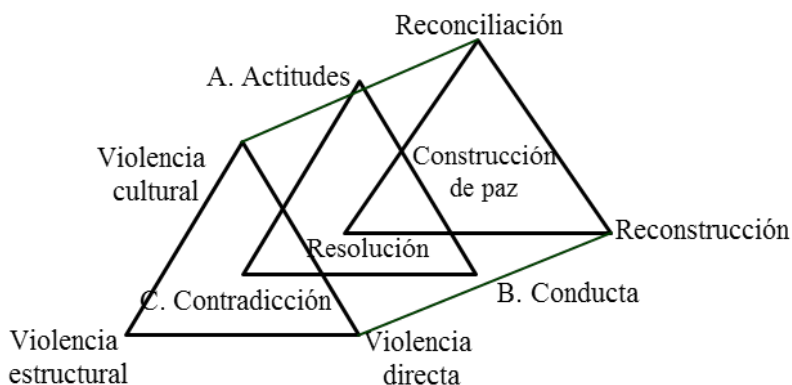 Reconciliación
A. Actitudes
Violencia
cultural
Construcción
de paz
Reconstrucción
Resolución
C. Contradicción
B. Conducta
Violencia
estructural
Violencia
directa